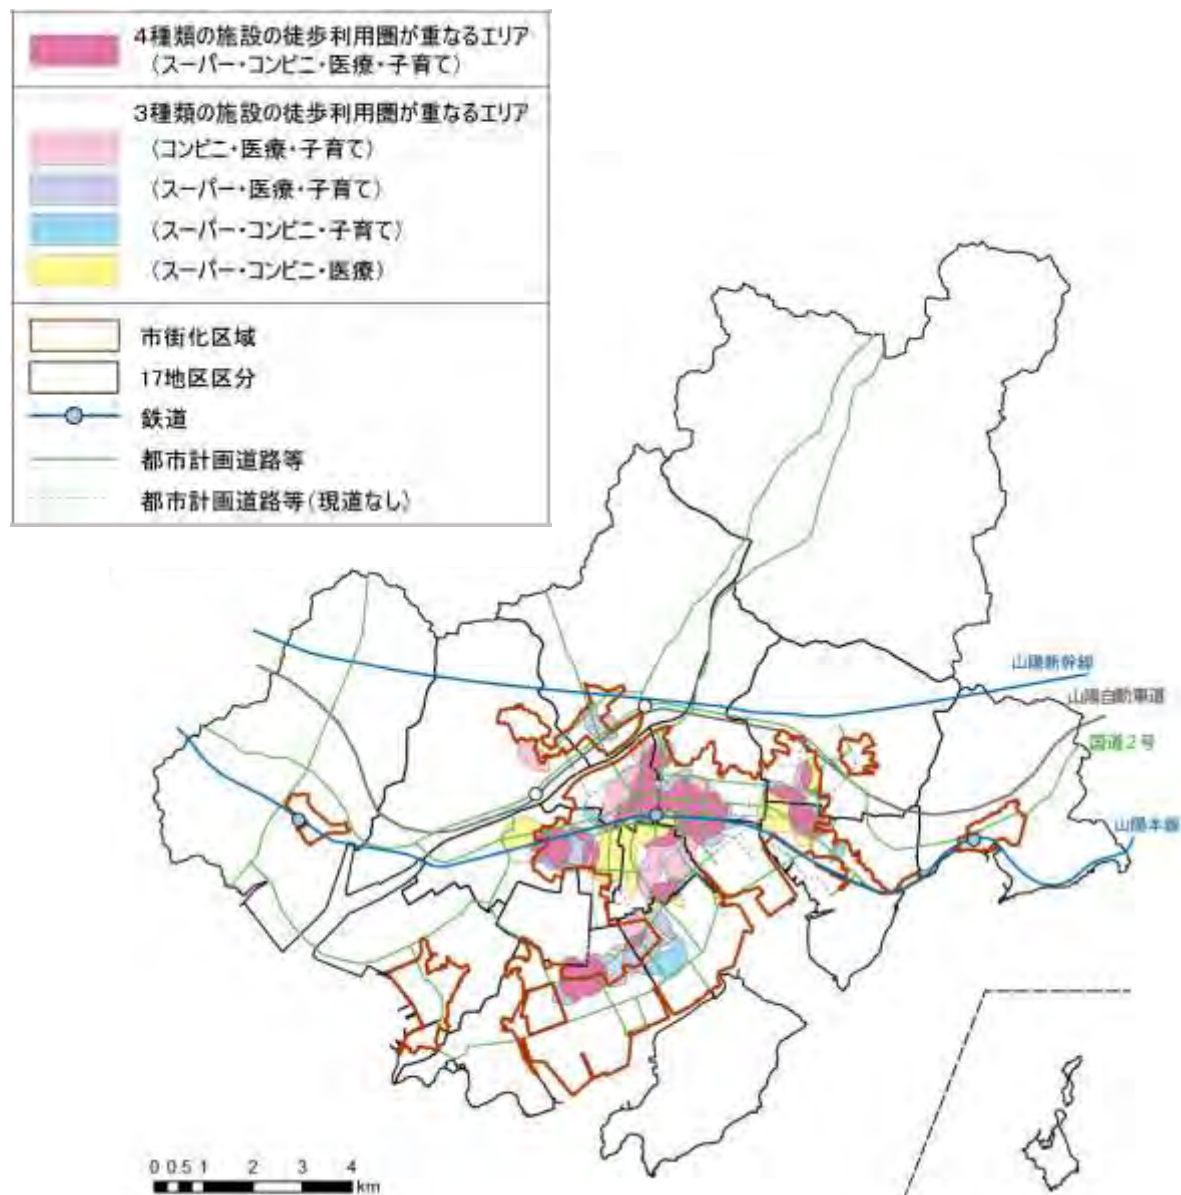 4種類の施設の徒歩利用圏が重なるエリア
(スーパー・コンビニ・医療・子育て)
3種類の施設の徒歩利用圏が重なるエリア
(コンビニ・医療・子育て)
(スーパー・医療・子育て)
(スーパー・コンビニ・子育て)
(スーパー・コンビニ・医療)
市街化区域
17地区区分
鉄道
都市計画道路等
都市計画道路等(現道なし)
山陽新幹線
山陽自動車道
国道2号
山陽本線
0 0.5 1 2 3 4
km